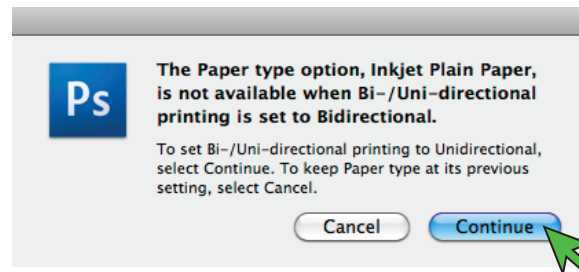 Ps
The Paper type option, Inkjet Plain Paper,
is not available when Bi-/Uni-directional
printing is set to Bidirectional.
To set Bi-/Uni-directional printing to Unidirectional,
select Continue. To keep Paper type at its previous
setting, select Cancel.
Cancel Continue